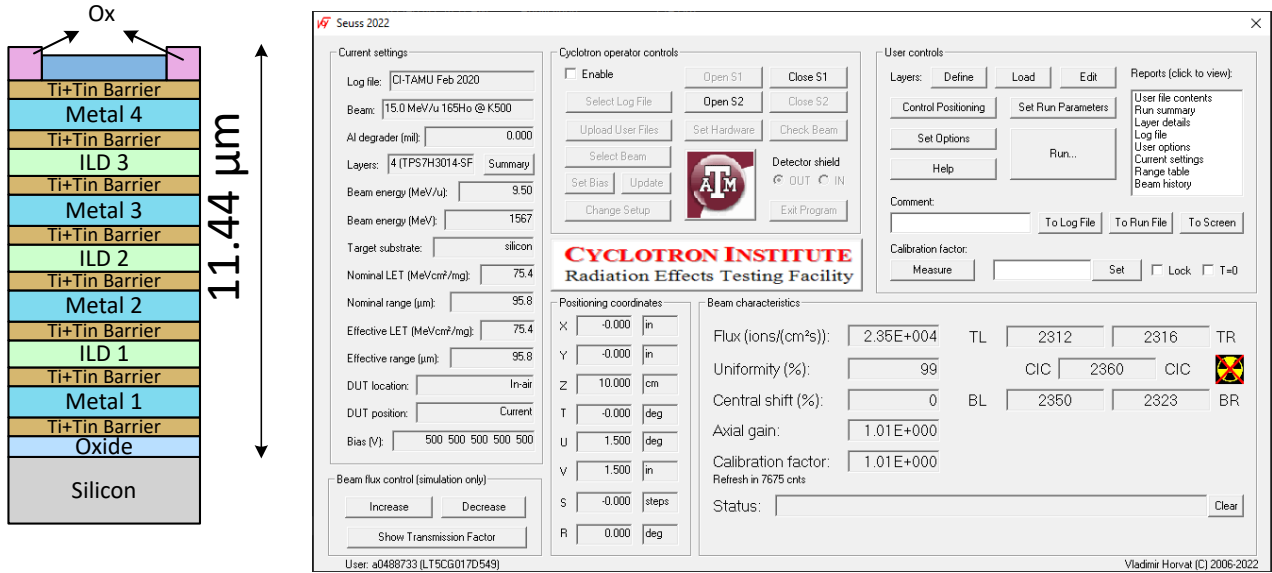 Ox
Ti+Tin Barrier
Metal 4
Ti+Tin Barrier
ILD 3
Ti+Tin Barrier
Metal 3
Ti+Tin Barrier
ILD 2
Ti+Tin Barrier
Metal 2
Ti+Tin Barrier
ILD 1
Ti+Tin Barrier
Metal 1
Ti+Tin Barrier
Oxide
Silicon
11.44 µm
Seuss 2022
Current settings
Log file: CI-TAMU Feb 2020
Beam: 15.0 MeV/u 165Ho @ K500
Al degrader (mil): 0.000
Layers: 4 (TPS7H3014-SF Summary
Beam energy (MeV/u): 9.50
Beam energy (MeV): 1567
Target substrate: silicon
Nominal LET (MeVcm²/mg): 75.4
Nominal range (µm): 95.8
Effective LET (MeVcm²/mg): 75.4
Effective range (µm): 95.8
DUT location: In-air
DUT position: Current
Bias (V): 500 500 500 500 500
Beam flux control (simulation only)
Increase Decrease
Show Transmission Factor
User: a0488733 (LT5CG017D549)
Cyclotron operator controls
Enable Open S1 Close S1
Select Log File Open S2 Close S2
Upload User Files Set Hardware Check Beam
Select Beam
Set Bias Update
Change Setup
ĀM
Detector shield
OUT IN
Exit Program
CYCLOTRON INSTITUTE
Radiation Effects Testing Facility
Positioning coordinates
X -0.000 in
Y -0.000 in
Z 10.000 cm
T -0.000 deg
U 1.500 deg
V 1.500 in
S -0.000 steps
R 0.000 deg
User controls
Layers: Define Load Edit
Control Positioning Set Run Parameters
Set Options
Help
Run...
Reports (click to view):
User file contents
Run summary
Layer details
Log file
User options
Current settings
Range table
Beam history
Comment:
To Log File To Run File To Screen
Calibration factor:
Measure Set Lock T=0
Beam characteristics
Flux (ions/(cm²s)): 2.35E+004 TL 2312 2316 TR
Uniformity (%): 99 CIC 2360 CIC
Central shift (%): 0 BL 2350 2323 BR
Axial gain: 1.01E+000
Calibration factor: 1.01E+000
Refresh in 7675 cnts
Status: Clear
Vladimir Horvat (C) 2006-2022